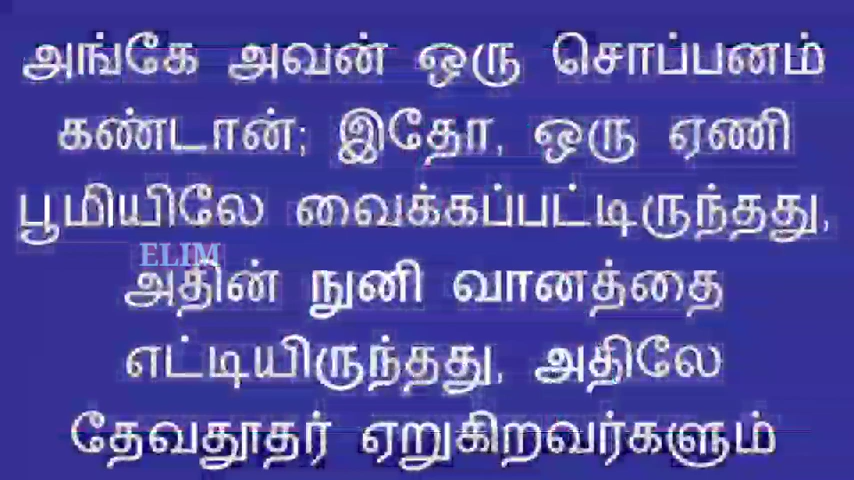 அங்கே அவன் ஒரு சொப்பனம்
கண்டான்; இதோ, ஒரு ஏணி
பூமியிலே வைக்கப்பட்டிருந்தது,
ELIM
அதின் நுனி வானத்தை
எட்டியிருந்தது, அதிலே
தேவதூதர் ஏறுகிறவர்களும்